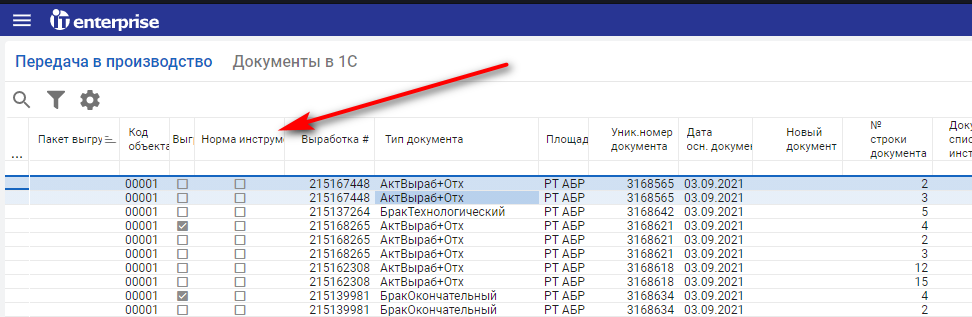 it enterprise
Передача в производство Документы в 1С
Пакет выгру Код объекта Выг Норма инструме Выработка # Тип документа Площад Уник.номер документа Дата осн. докумен Новый документ № строки документа Доку спис инст
...
00001 215167448 АктВыраб+Отх РТ АБР 3168565 03.09.2021 2
00001 215167448 АктВыраб+Отх РТ АБР 3168565 03.09.2021 3
00001 215137264 БракТехнологический РТ АБР 3168642 03.09.2021 5
00001 215168265 АктВыраб+Отх РТ АБР 3168621 03.09.2021 4
00001 215168265 АктВыраб+Отх РТ АБР 3168621 03.09.2021 2
00001 215168265 АктВыраб+Отх РТ АБР 3168621 03.09.2021 3
00001 215162308 АктВыраб+Отх РТ АБР 3168618 03.09.2021 12
00001 215162308 АктВыраб+Отх РТ АБР 3168618 03.09.2021 15
00001 215139981 БракОкончательный РТ АБР 3168634 03.09.2021 4
00001 215139981 БракОкончательный РТ АБР 3168634 03.09.2021 2